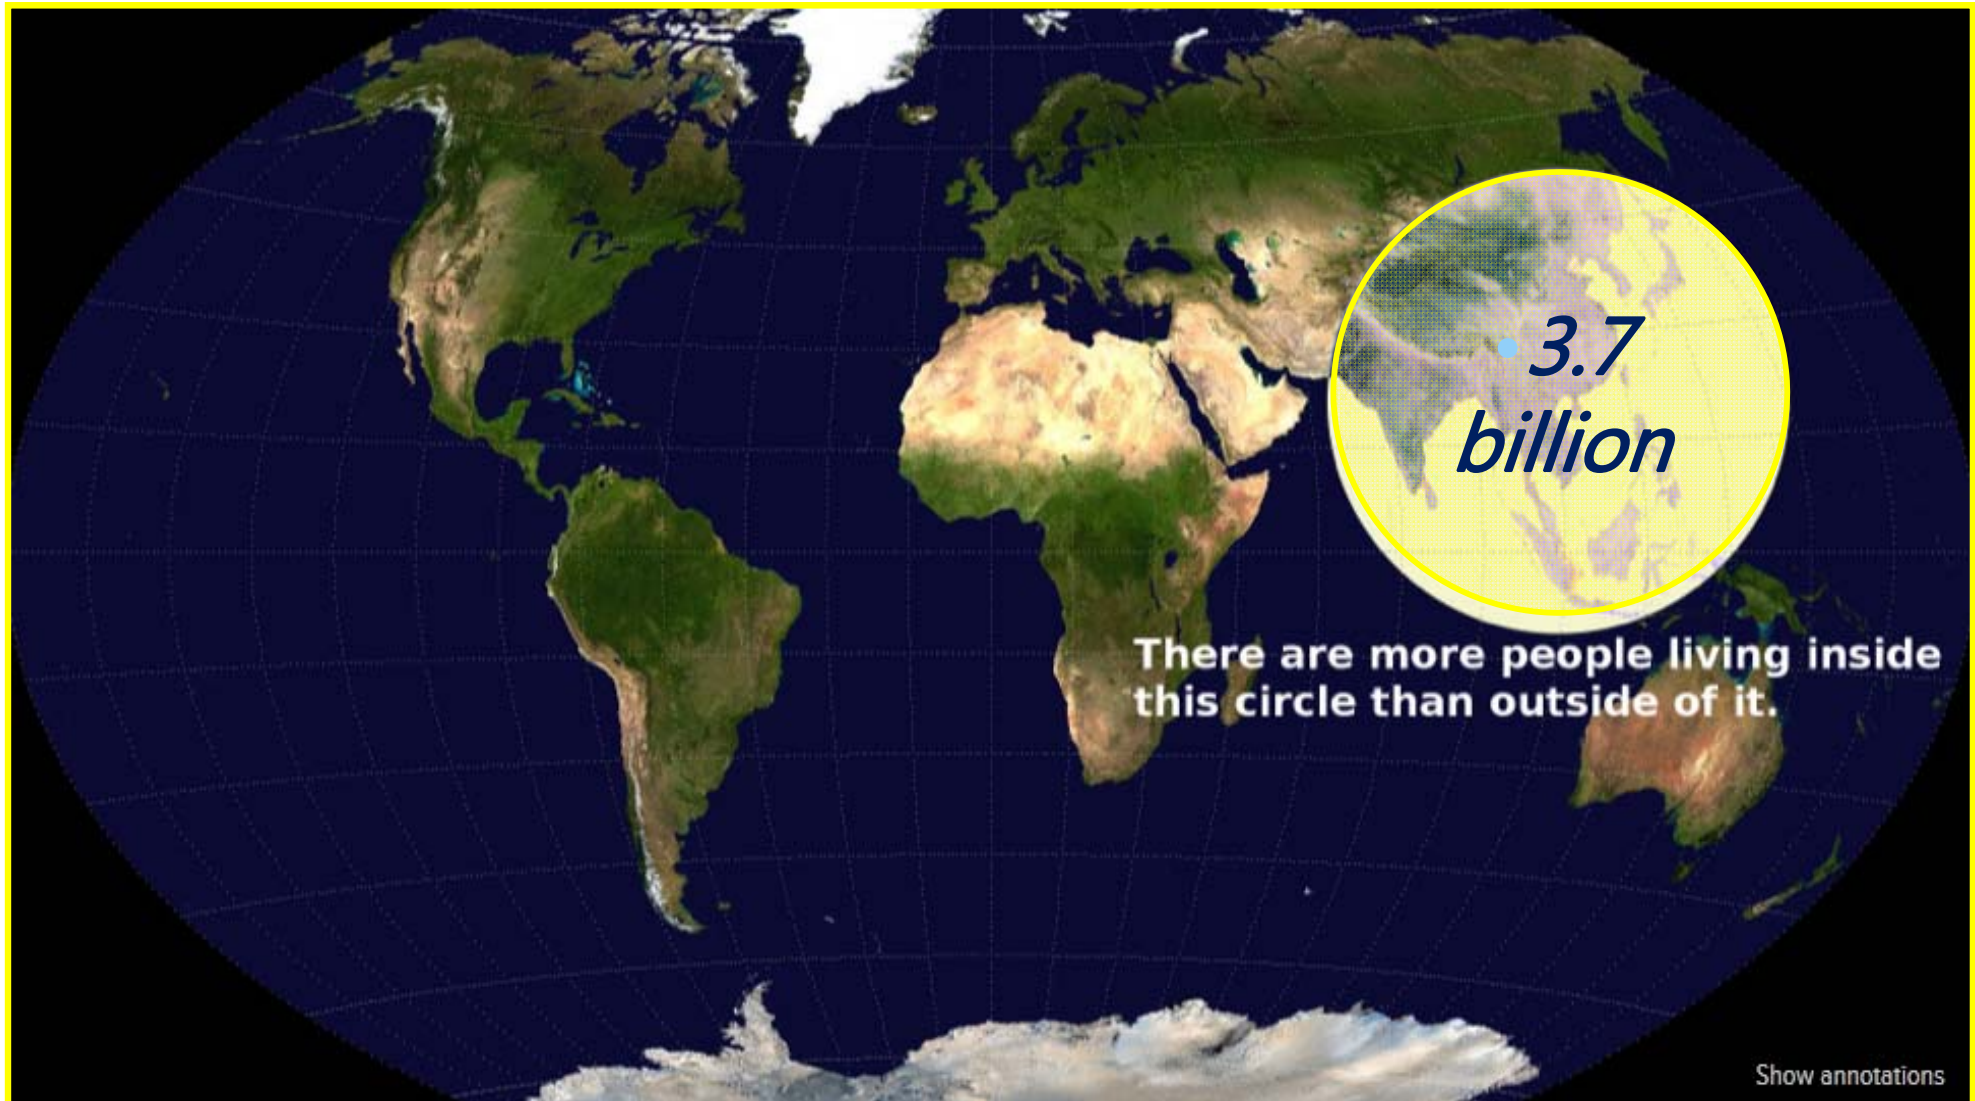 3.7
billion
There are more people living inside
this circle than outside of it.
Show annotations